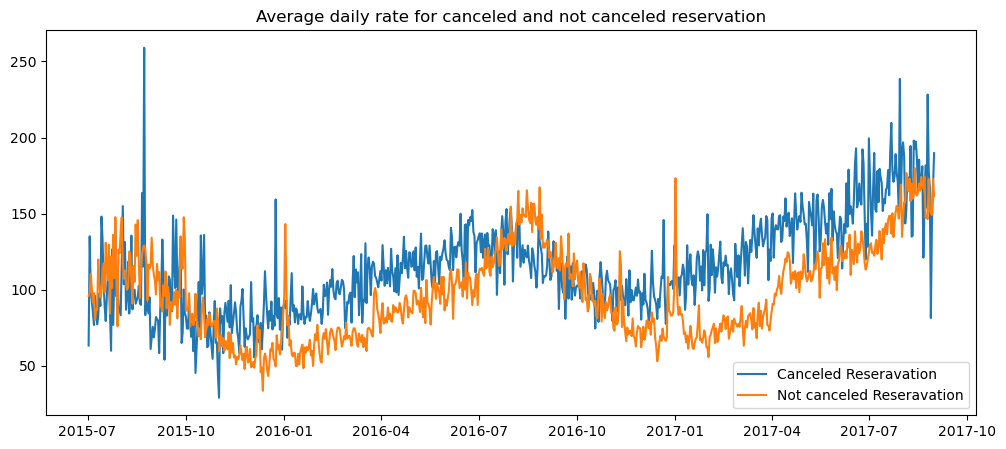 Average daily rate for canceled and not canceled reservation
250
200
150
100
50
2015-07 2015-10 2016-01 2016-04 2016-07 2016-10 2017-01 2017-04 2017-07 2017-10
Canceled Reseravation
Not canceled Reseravation